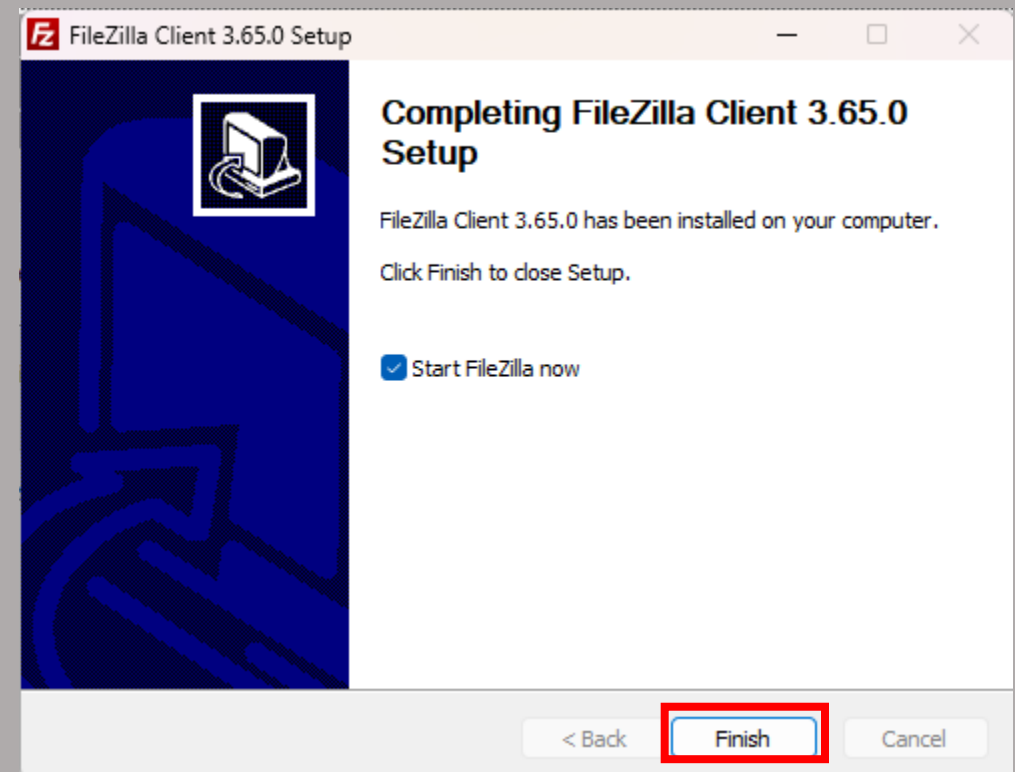 FileZilla Client 3.65.0 Setup
Completing FileZilla Client 3.65.0
Setup
FileZilla Client 3.65.0 has been installed on your computer.
Click Finish to close Setup.
Start FileZilla now
< Back Finish Cancel